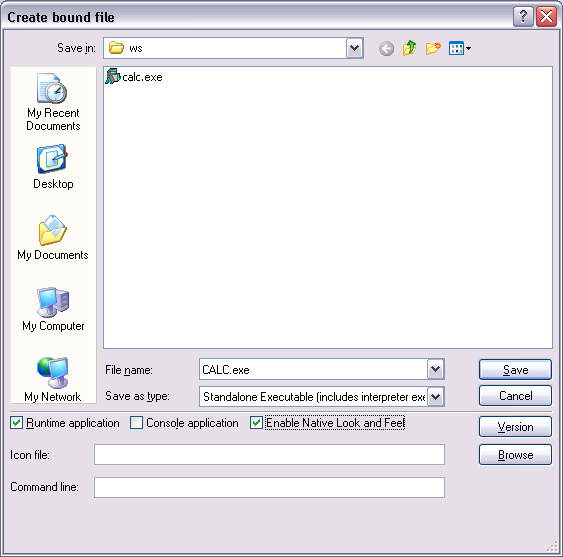 Create bound file
Save in:
ws
calc.exe
My Recent
Documents
Desktop
My Documents
My Computer
My Network
File name:
CALC.exe
Save
Save as type:
Standalone Executable (includes interpreter exe
Cancel
Runtime application
Console application
Enable Native Look and Feel
Version
Icon file:
Browse
Command line: